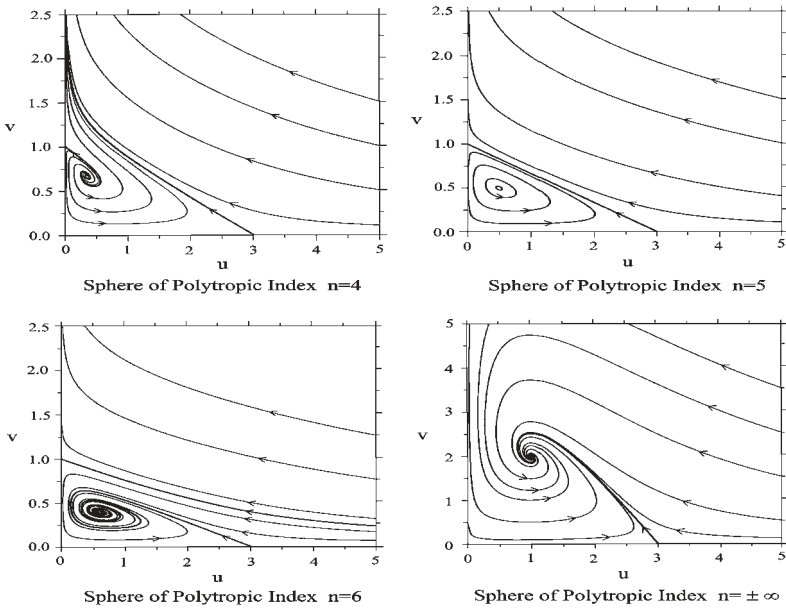 2.5
2.0
1.5
v
1.0
0.5
0.0
0 1 2 3 4 5
u
Sphere of Polytropic Index n=4
2.5
2.0
1.5
v
1.0
0.5
0.0
0 1 2 3 4 5
u
Sphere of Polytropic Index n=5
2.5
2.0
1.5
v
1.0
0.5
0.0
0 1 2 3 4 5
u
Sphere of Polytropic Index n=6
5
4
3
v
2
1
0
0 1 2 3 4 5
u
Sphere of Polytropic Index n=±∞